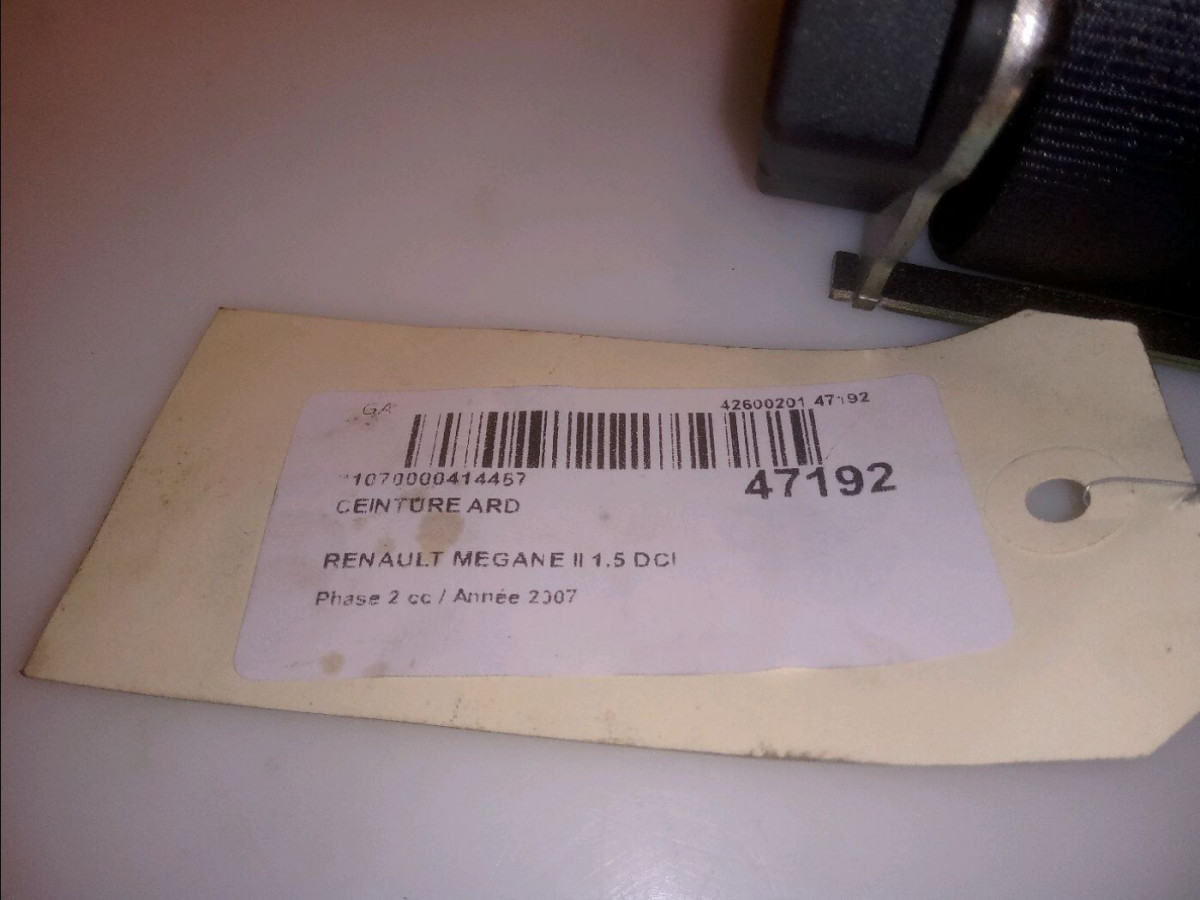 GA
42600201 47192
1070000414467
47192
CEINTURE ARD
RENAULT MEGANE II 1.5 DCI
Phase 2 cc / Année 2007